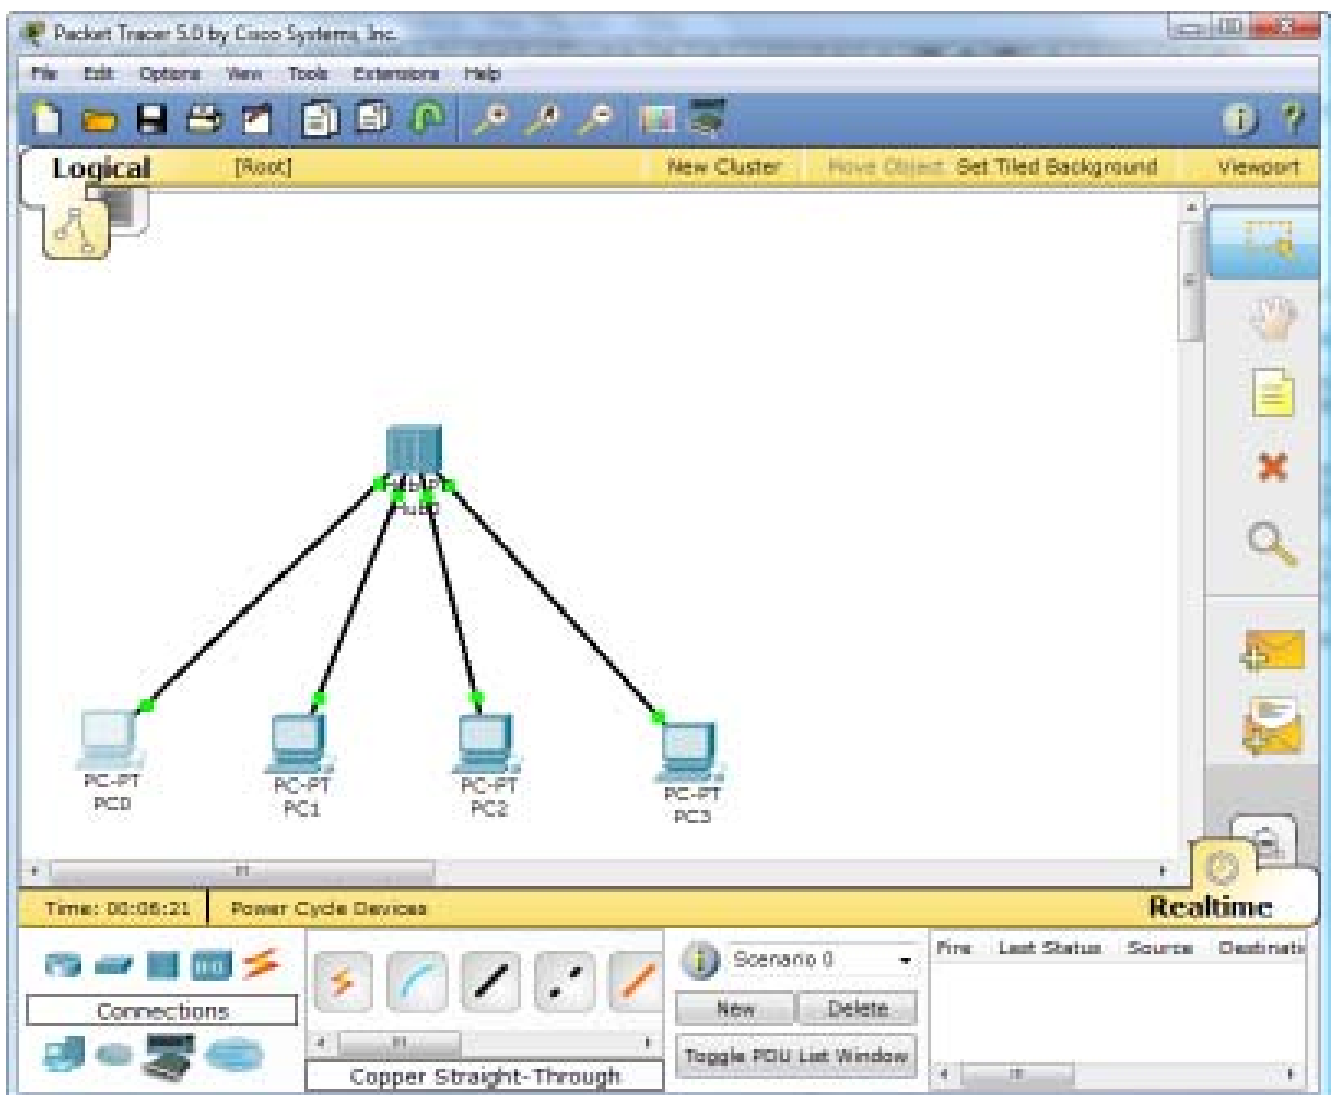 Packet Tracer 5.0 by Cisco Systems, Inc.
File Edit Options View Tools Extensions Help
Logical [Root] New Cluster Move Object Set Tiled Background Viewport
Hub-PT
Hub0
PC-PT
PC0
PC-PT
PC1
PC-PT
PC2
PC-PT
PC3
Time: 00:06:21 Power Cycle Devices Realtime
Connections
Copper Straight-Through
Scenario 0
New Delete
Toggle PDU List Window
Fire Last Status Source Destinati